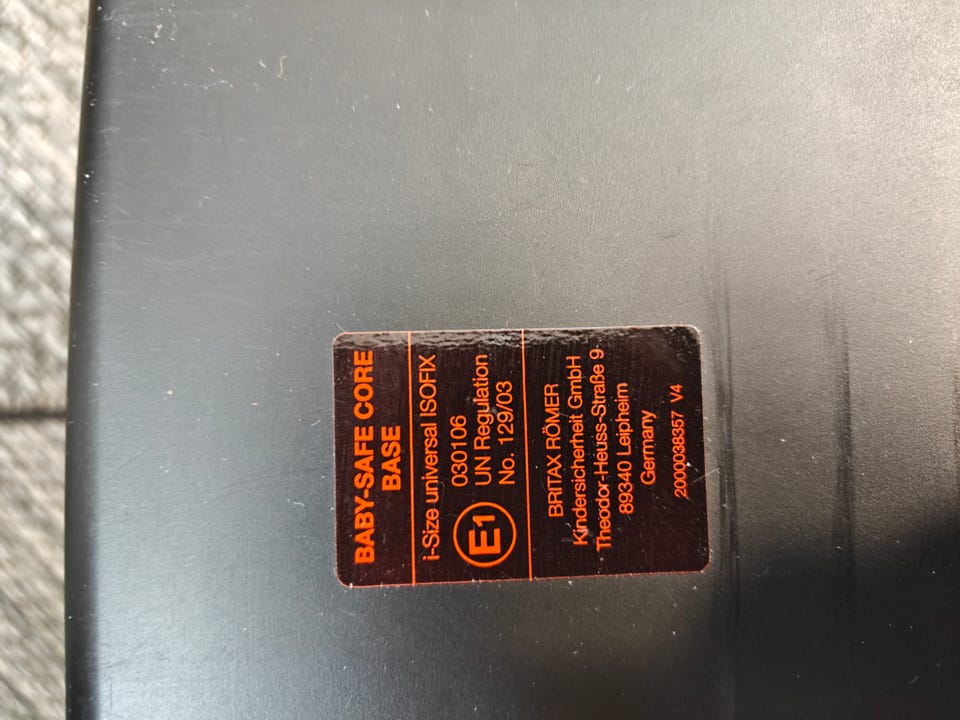 BABY-SAFE CORE
BASE
i-Size universal ISOFIX
030106
E1 UN Regulation
No. 129/03
BRITAX RÖMER
Kindersicherheit GmbH
Theodor-Heuss-Straße 9
89340 Leipheim
Germany
2000038357 V4